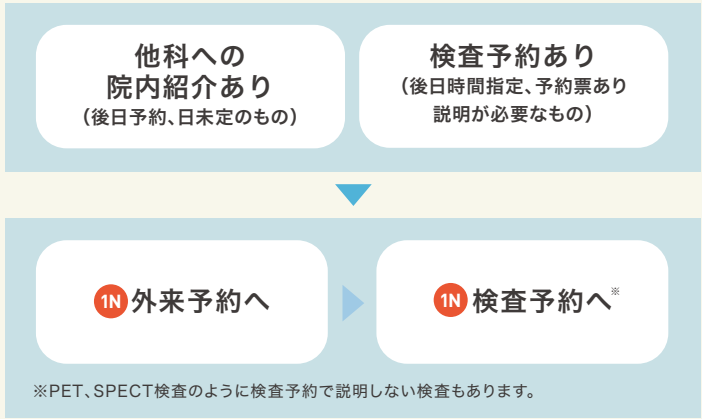 他科への
院内紹介あり
(後日予約、日未定のもの)
検査予約あり
(後日時間指定、予約票あり
説明が必要なもの)
1N 外来予約へ
1N 検査予約へ※
※PET、SPECT検査のように検査予約で説明しない検査もあります。